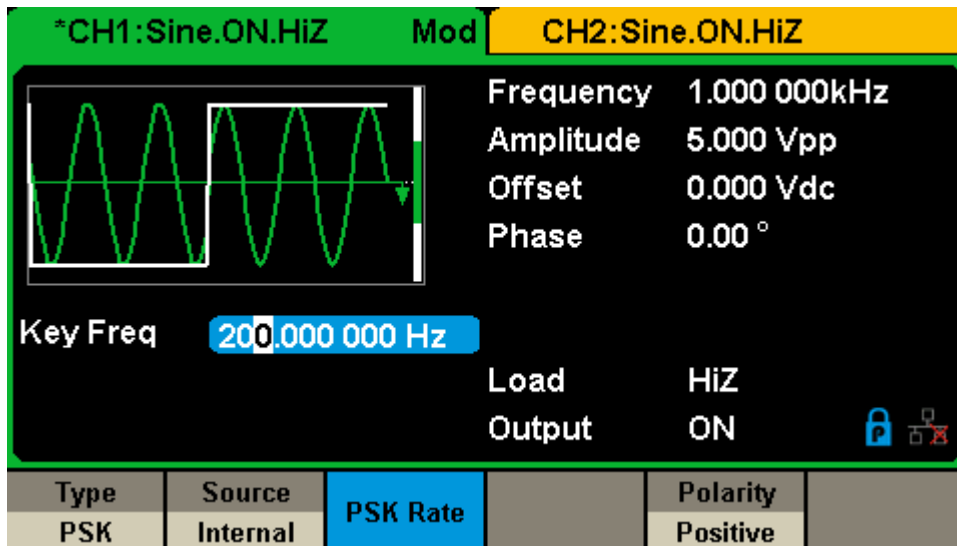 *CH1:Sine.ON.HiZ Mod CH2:Sine.ON.HiZ
Frequency 1.000 000kHz
Amplitude 5.000 Vpp
Offset 0.000 Vdc
Phase 0.00 °
Key Freq 200.000 000 Hz
Load HiZ
Output ON P
Type Source PSK Rate Polarity
PSK Internal Positive